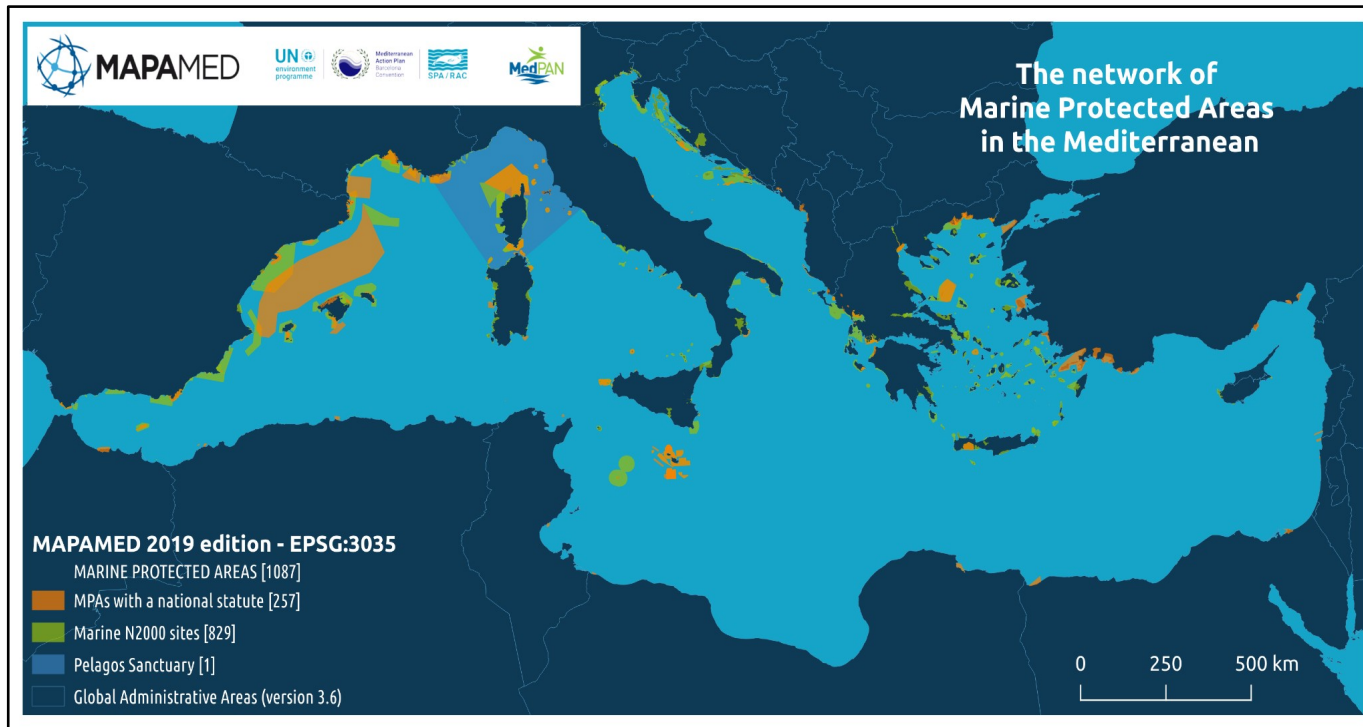 MAPAMED
UN
environment
programme
Mediterranean
Action Plan
Barcelona
Convention
SPA/RAC
MedPAN
The network of
Marine Protected Areas
in the Mediterranean
MAPAMED 2019 edition - EPSG:3035
MARINE PROTECTED AREAS [1087]
MPAs with a national statute [257]
Marine N2000 sites [829]
Pelagos Sanctuary [1]
Global Administrative Areas (version 3.6)
0 250 500 km